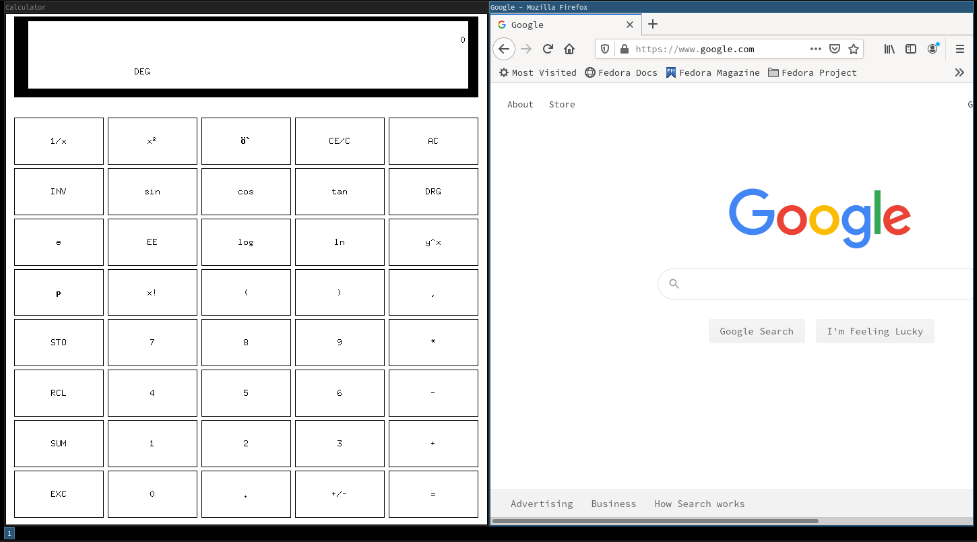 Calculator
0
DEG
1/x x² CE/C AC
INV sin cos tan DRG
e EE log ln y^x
p x! ( ) ,
STO 7 8 9 *
RCL 4 5 6 -
SUM 1 2 3 +
EXC 0 . +/- =
1
Google - Mozilla Firefox
Google
https://www.google.com
Most Visited Fedora Docs Fedora Magazine Fedora Project
About Store G
Google
Google Search I'm Feeling Lucky
Advertising Business How Search works